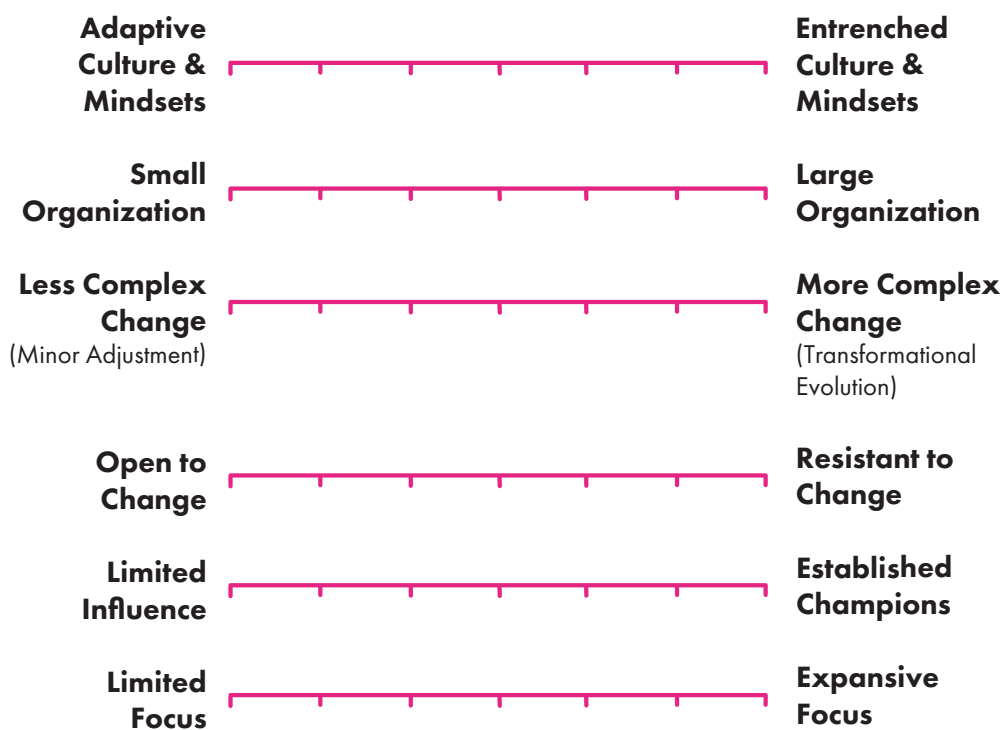 Adaptive
Culture &
Mindsets
Entrenched
Culture &
Mindsets
Small
Organization
Large
Organization
Less Complex
Change
(Minor Adjustment)
More Complex
Change
(Transformational
Evolution)
Open to
Change
Resistant to
Change
Limited
Influence
Established
Champions
Limited
Focus
Expansive
Focus